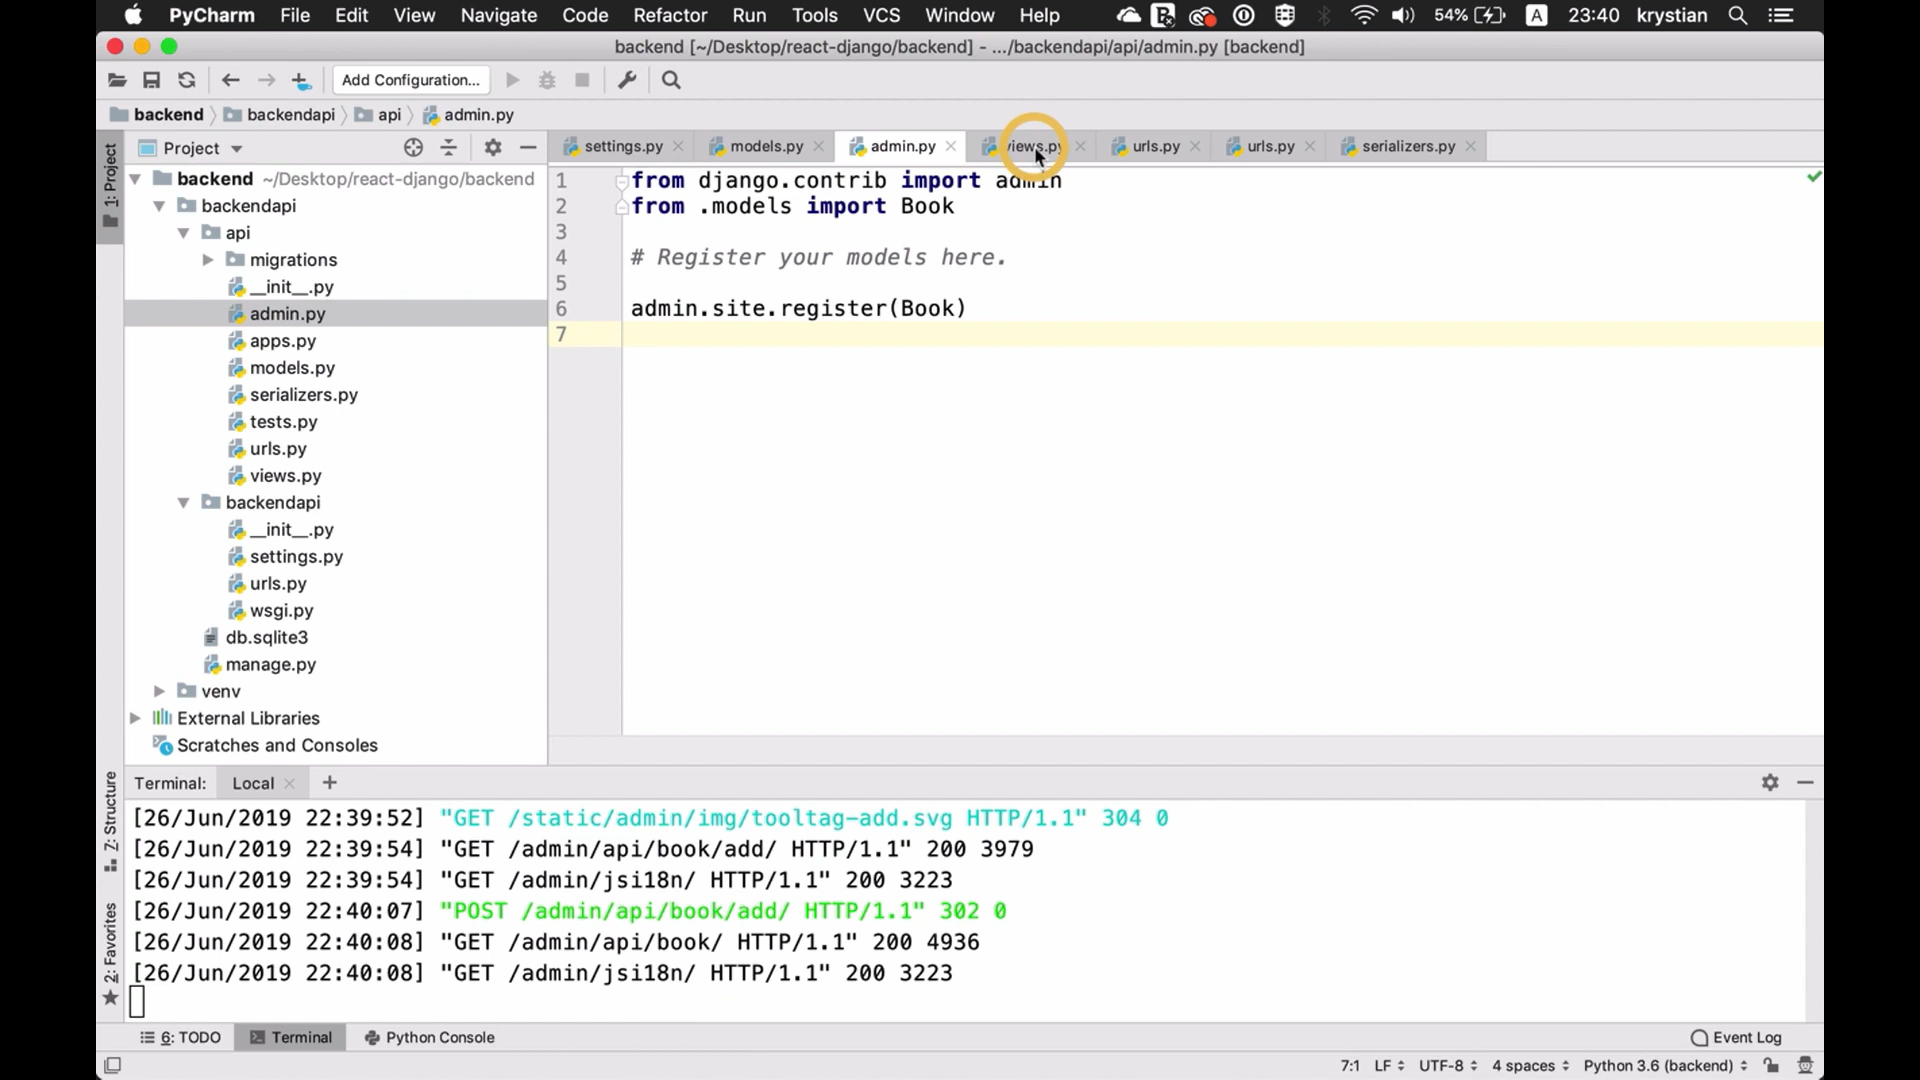 PyCharm File Edit View Navigate Code Refactor Run Tools VCS Window Help 54% A 23:40 krystian
backend [~/Desktop/react-django/backend] - .../backendapi/api/admin.py [backend]
Add Configuration...
backend backendapi api admin.py
1: Project
Project
settings.py models.py admin.py views.py urls.py urls.py serializers.py
backend ~/Desktop/react-django/backend
backendapi
api
migrations
__init__.py
admin.py
apps.py
models.py
serializers.py
tests.py
urls.py
views.py
backendapi
__init__.py
settings.py
urls.py
wsgi.py
db.sqlite3
manage.py
venv
External Libraries
Scratches and Consoles
1 from django.contrib import admin
2 from .models import Book
3
4 # Register your models here.
5
6 admin.site.register(Book)
7
Terminal: Local +
7: Structure
2: Favorites
[26/Jun/2019 22:39:52] "GET /static/admin/img/tooltag-add.svg HTTP/1.1" 304 0
[26/Jun/2019 22:39:54] "GET /admin/api/book/add/ HTTP/1.1" 200 3979
[26/Jun/2019 22:39:54] "GET /admin/jsi18n/ HTTP/1.1" 200 3223
[26/Jun/2019 22:40:07] "POST /admin/api/book/add/ HTTP/1.1" 302 0
[26/Jun/2019 22:40:08] "GET /admin/api/book/ HTTP/1.1" 200 4936
[26/Jun/2019 22:40:08] "GET /admin/jsi18n/ HTTP/1.1" 200 3223
6: TODO Terminal Python Console Event Log
7:1 LF UTF-8 4 spaces Python 3.6 (backend)